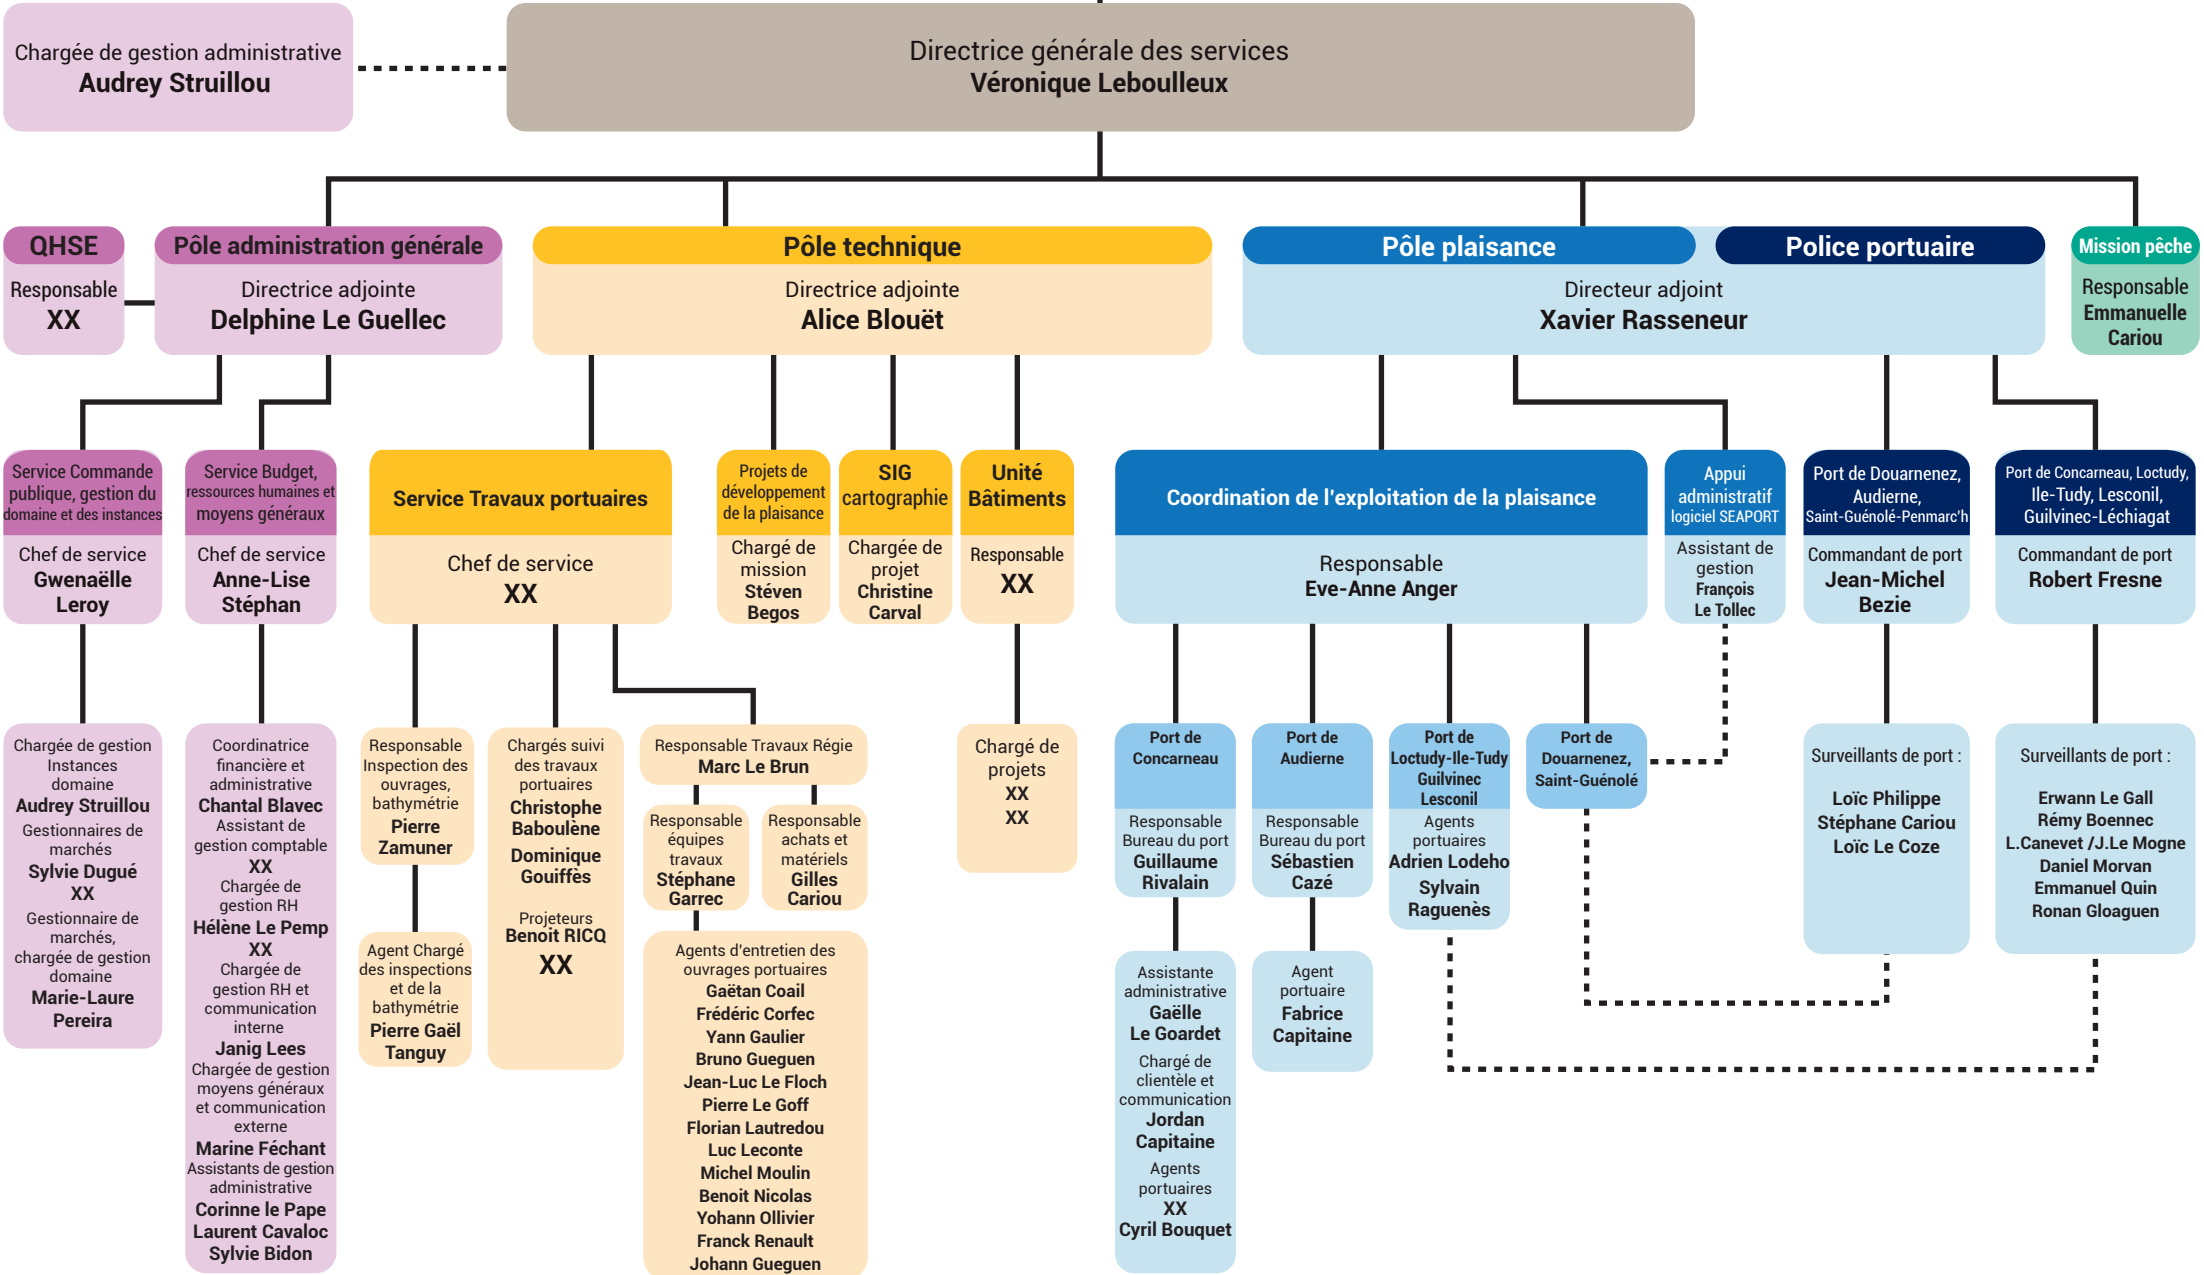 Chargée de gestion administrative
Audrey Struillou
Directrice générale des services
Véronique Leboulleux
QHSE
Responsable
XX
Pôle administration générale
Directrice adjointe
Delphine Le Guellec
Pôle technique
Directrice adjointe
Alice Blouët
Pôle plaisance
Police portuaire
Directeur adjoint
Xavier Rasseneur
Mission pêche
Responsable
Emmanuelle
Cariou
Service Commande
publique, gestion du
domaine et des instances
Chef de service
Gwenaëlle
Leroy
Service Budget,
ressources humaines et
moyens généraux
Chef de service
Anne-Lise
Stéphan
Service Travaux portuaires
Chef de service
XX
Projets de
développement
de la plaisance
Chargé de
mission
Stéven
Begos
SIG
cartographie
Chargée de
projet
Christine
Carval
Unité
Bâtiments
Responsable
XX
Coordination de l'exploitation de la plaisance
Responsable
Eve-Anne Anger
Appui
administratif
logiciel SEAPORT
Assistant de
gestion
François
Le Tollec
Port de Douarnenez,
Audierne,
Saint-Guénolé-Penmarc'h
Commandant de port
Jean-Michel
Bezie
Port de Concarneau, Loctudy,
Ile-Tudy, Lesconil,
Guilvinec-Léchiagat
Commandant de port
Robert Fresne
Chargée de gestion
Instances
domaine
Audrey Struillou
Gestionnaires de
marchés
Sylvie Dugué
XX
Gestionnaire de
marchés,
chargée de gestion
domaine
Marie-Laure
Pereira
Coordinatrice
financière et
administrative
Chantal Blavec
Assistant de
gestion comptable
XX
Chargée de
gestion RH
Hélène Le Pemp
XX
Chargée de
gestion RH et
communication
interne
Janig Lees
Chargée de gestion
moyens généraux
et communication
externe
Marine Féchant
Assistants de gestion
administrative
Corinne le Pape
Laurent Cavaloc
Sylvie Bidon
Responsable
Inspection des
ouvrages,
bathymétrie
Pierre
Zamuner
Agent Chargé
des inspections
et de la
bathymétrie
Pierre Gaël
Tanguy
Chargés suivi
des travaux
portuaires
Christophe
Baboulène
Dominique
Gouiffès
Projeteurs
Benoit RICQ
XX
Responsable Travaux Régie
Marc Le Brun
Responsable
équipes
travaux
Stéphane
Garrec
Responsable
achats et
matériels
Gilles
Cariou
Agents d'entretien des
ouvrages portuaires
Gaëtan Coail
Frédéric Corfec
Yann Gaulier
Bruno Gueguen
Jean-Luc Le Floch
Pierre Le Goff
Florian Lautredou
Luc Leconte
Michel Moulin
Benoit Nicolas
Yohann Ollivier
Franck Renault
Johann Gueguen
Chargé de
projets
XX
XX
Port de
Concarneau
Responsable
Bureau du port
Guillaume
Rivalain
Assistante
administrative
Gaëlle
Le Goardet
Chargé de
clientèle et
communication
Jordan
Capitaine
Agents
portuaires
XX
Cyril Bouquet
Port de
Audierne
Responsable
Bureau du port
Sébastien
Cazé
Agent
portuaire
Fabrice
Capitaine
Port de
Loctudy-Ile-Tudy
Guilvinec
Lesconil
Agents
portuaires
Adrien Lodeho
Sylvain
Raguenès
Port de
Douarnenez,
Saint-Guénolé
Surveillants de port :
Loïc Philippe
Stéphane Cariou
Loïc Le Coze
Surveillants de port :
Erwann Le Gall
Rémy Boennec
L.Canevet /J.Le Mogne
Daniel Morvan
Emmanuel Quin
Ronan Gloaguen